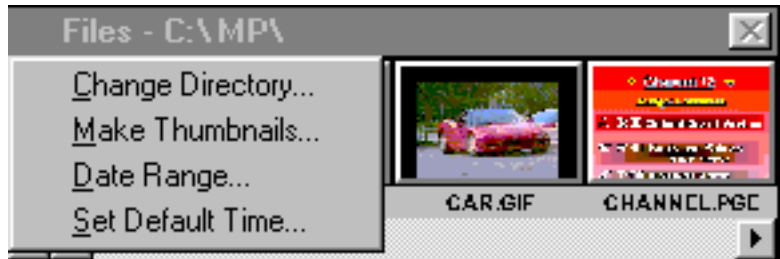 Files - C:\MP\
Change Directory...
Make Thumbnails...
Date Range...
Set Default Time...
CAR.GIF
CHANNEL.PGE